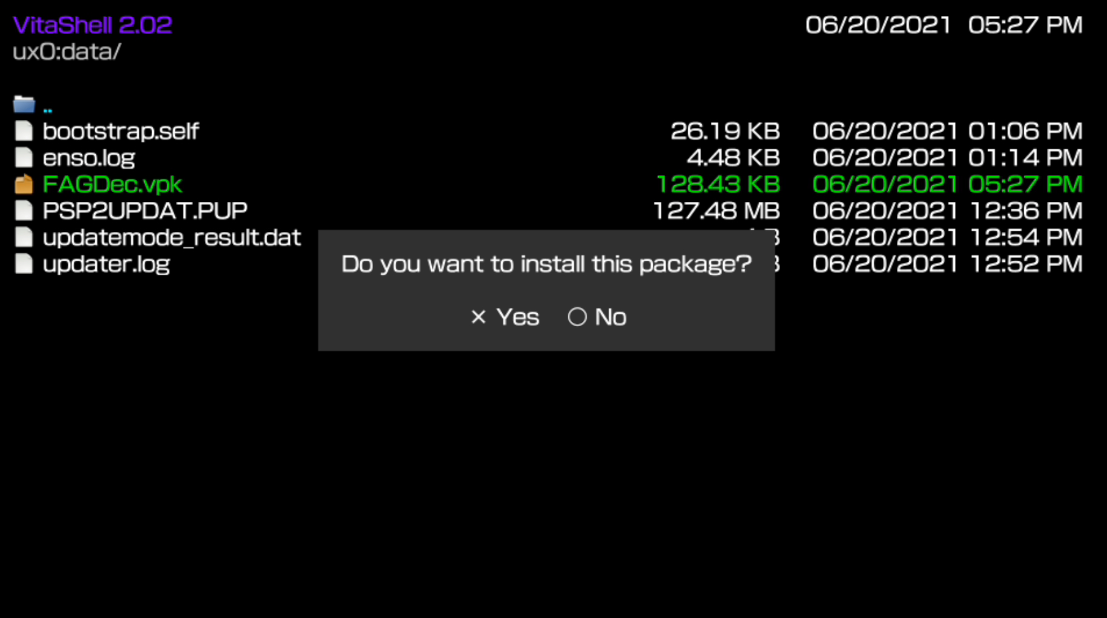 VitaShell 2.02 06/20/2021 05:27 PM
ux0:data/
..
bootstrap.self 26.19 KB 06/20/2021 01:06 PM
enso.log 4.48 KB 06/20/2021 01:14 PM
FAGDec.vpk 128.43 KB 06/20/2021 05:27 PM
PSP2UPDAT.PUP 127.48 MB 06/20/2021 12:36 PM
updatemode_result.dat 06/20/2021 12:54 PM
updater.log 06/20/2021 12:52 PM
Do you want to install this package?
× Yes ○ No